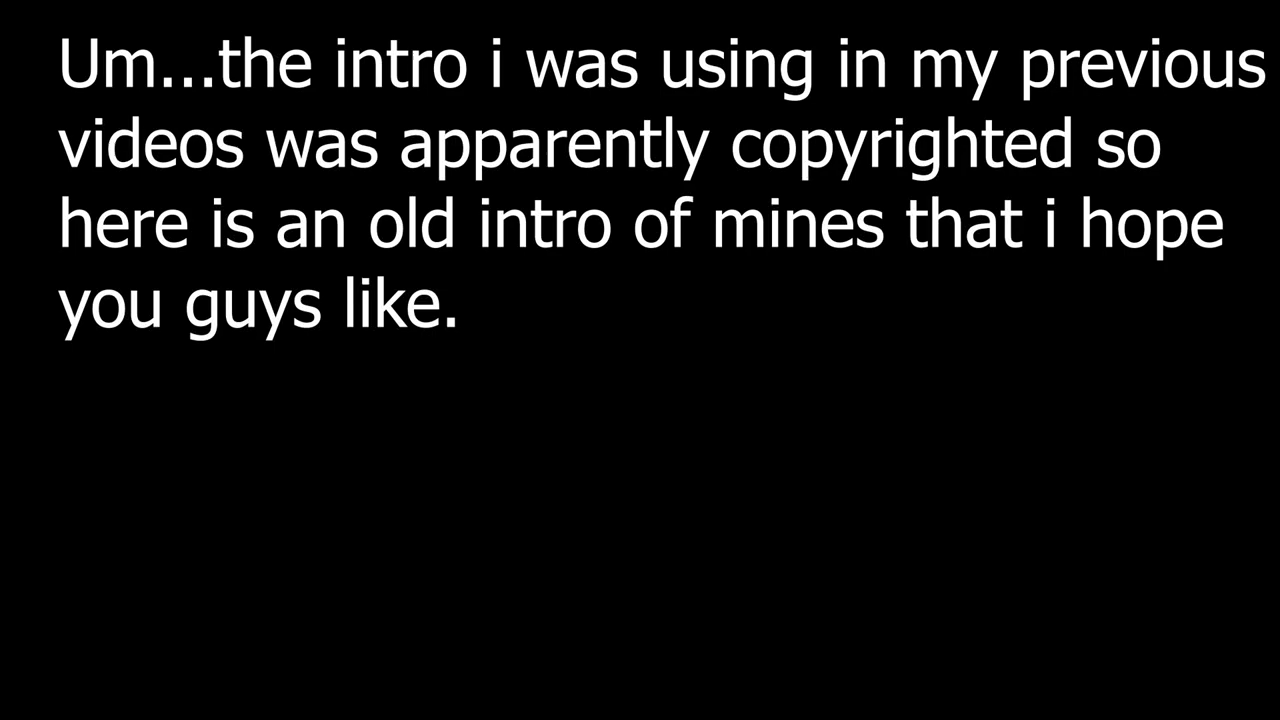 Um...the intro i was using in my previous
videos was apparently copyrighted so
here is an old intro of mines that i hope
you guys like.